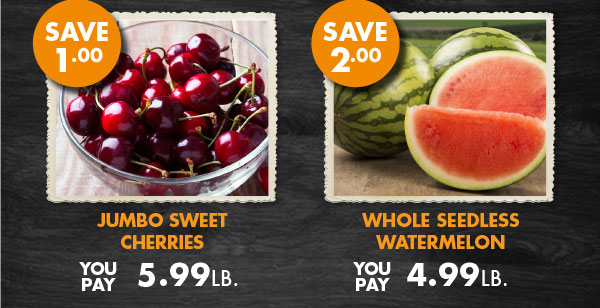 SAVE
1.00
JUMBO SWEET
CHERRIES
YOU
PAY 5.99LB.
SAVE
2.00
WHOLE SEEDLESS
WATERMELON
YOU
PAY 4.99LB.